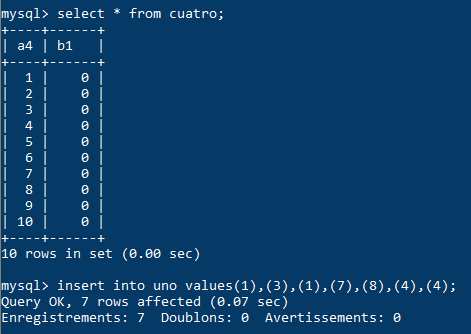 mysql> select * from cuatro;
+----+------+
| a4 | b1   |
+----+------+
|  1 |    0 |
|  2 |    0 |
|  3 |    0 |
|  4 |    0 |
|  5 |    0 |
|  6 |    0 |
|  7 |    0 |
|  8 |    0 |
|  9 |    0 |
| 10 |    0 |
+----+------+
10 rows in set (0.00 sec)
mysql> insert into uno values(1),(3),(1),(7),(8),(4),(4);
Query OK, 7 rows affected (0.07 sec)
Enregistrements: 7  Doublons: 0  Avertissements: 0